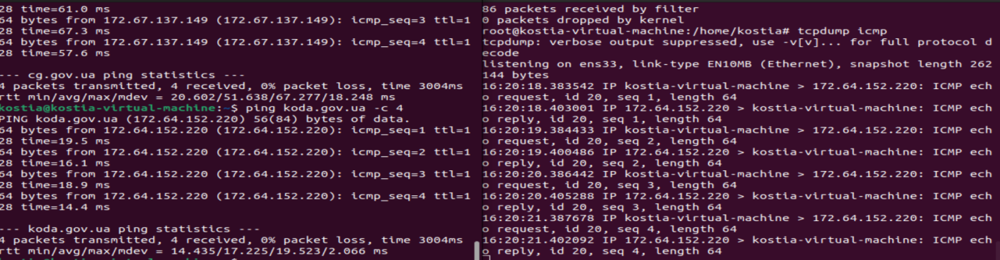 28 time=61.0 ms
64 bytes from 172.67.137.149 (172.67.137.149): icmp_seq=3 ttl=1
28 time=67.3 ms
64 bytes from 172.67.137.149 (172.67.137.149): icmp_seq=4 ttl=1
28 time=57.6 ms

--- cg.gov.ua ping statistics ---
4 packets transmitted, 4 received, 0% packet loss, time 3004ms
rtt min/avg/max/mdev = 20.602/51.638/67.277/18.248 ms
kostia@kostia-virtual-machine:~$ ping koda.gov.ua -c 4
PING koda.gov.ua (172.64.152.220) 56(84) bytes of data.
64 bytes from 172.64.152.220 (172.64.152.220): icmp_seq=1 ttl=1
28 time=19.5 ms
64 bytes from 172.64.152.220 (172.64.152.220): icmp_seq=2 ttl=1
28 time=16.1 ms
64 bytes from 172.64.152.220 (172.64.152.220): icmp_seq=3 ttl=1
28 time=18.9 ms
64 bytes from 172.64.152.220 (172.64.152.220): icmp_seq=4 ttl=1
28 time=14.4 ms

--- koda.gov.ua ping statistics ---
4 packets transmitted, 4 received, 0% packet loss, time 3004ms
rtt min/avg/max/mdev = 14.435/17.225/19.523/2.066 ms
86 packets received by filter
0 packets dropped by kernel
root@kostia-virtual-machine:/home/kostia# tcpdump icmp
tcpdump: verbose output suppressed, use -v[v]... for full protocol d
ecode
listening on ens33, link-type EN10MB (Ethernet), snapshot length 262
144 bytes
16:20:18.383542 IP kostia-virtual-machine > 172.64.152.220: ICMP ech
o request, id 20, seq 1, length 64
16:20:18.403001 IP 172.64.152.220 > kostia-virtual-machine: ICMP ech
o reply, id 20, seq 1, length 64
16:20:19.384433 IP kostia-virtual-machine > 172.64.152.220: ICMP ech
o request, id 20, seq 2, length 64
16:20:19.400486 IP 172.64.152.220 > kostia-virtual-machine: ICMP ech
o reply, id 20, seq 2, length 64
16:20:20.386442 IP kostia-virtual-machine > 172.64.152.220: ICMP ech
o request, id 20, seq 3, length 64
16:20:20.405288 IP 172.64.152.220 > kostia-virtual-machine: ICMP ech
o reply, id 20, seq 3, length 64
16:20:21.387678 IP kostia-virtual-machine > 172.64.152.220: ICMP ech
o request, id 20, seq 4, length 64
16:20:21.402092 IP 172.64.152.220 > kostia-virtual-machine: ICMP ech
o reply, id 20, seq 4, length 64